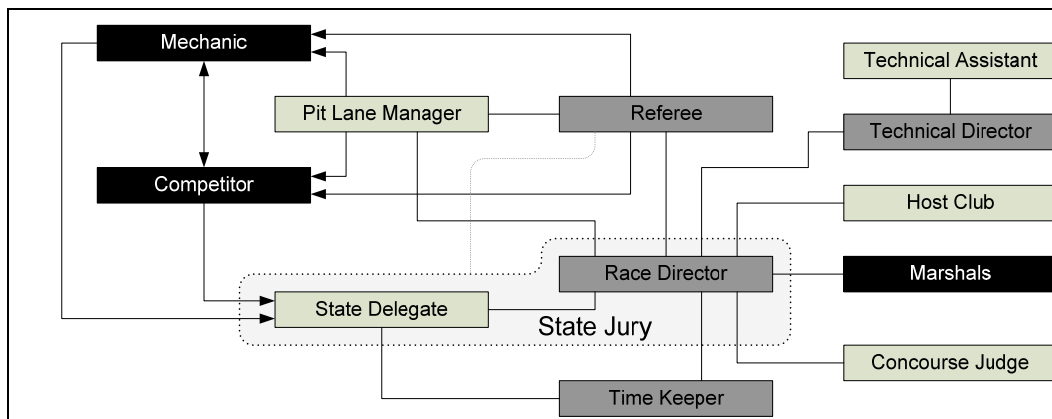 Mechanic
Technical Assistant
Pit Lane Manager
Referee
Technical Director
Competitor
Host Club
Race Director
Marshals
State Delegate
State Jury
Concourse Judge
Time Keeper